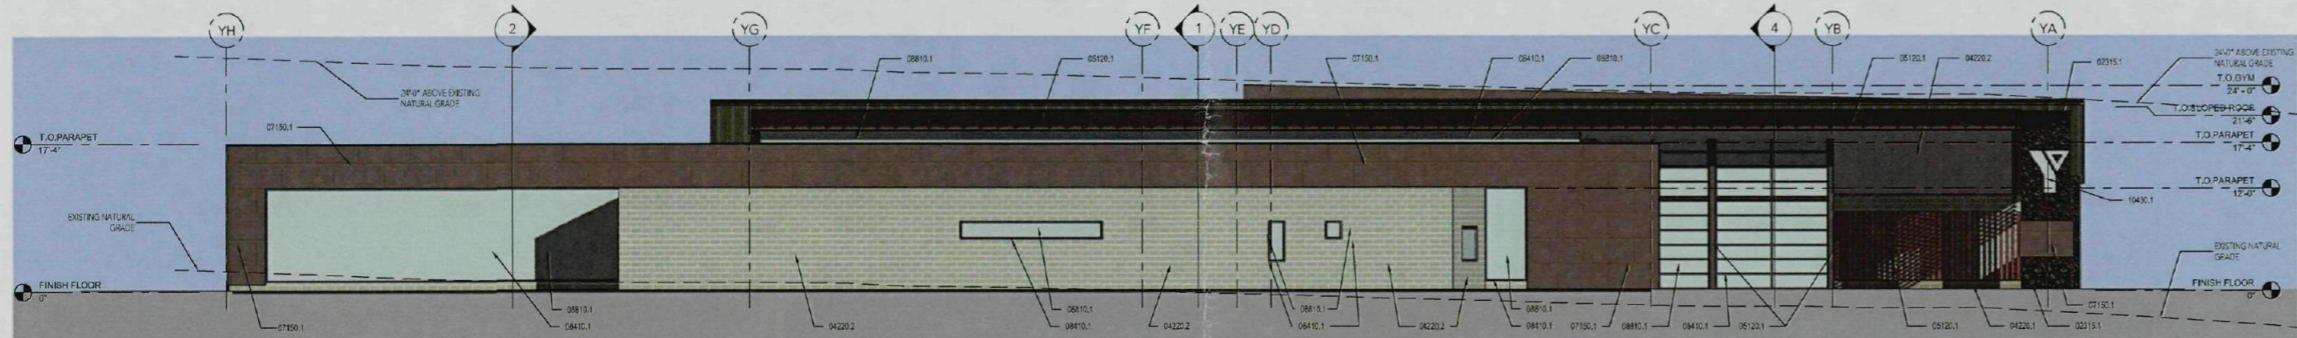 YH
2
YG
YF
1
YE
YD
YC
4
YB
YA
24'-0" ABOVE EXISTING
NATURAL GRADE
08810.1
05120.1
07150.1
08410.1
08810.1
05120.1
04220.2
02315.1
24'-0" ABOVE EXISTING
NATURAL GRADE
T.O.GYM
24'-0"
T.O.SLOPED ROOF
21'-6"
T.O.PARAPET
17'-4"
T.O.PARAPET
12'-0"
T.O.PARAPET
17'-4"
07150.1
Y
10430.1
EXISTING NATURAL
GRADE
EXISTING NATURAL
GRADE
FINISH FLOOR
0"
FINISH FLOOR
0"
07150.1
08810.1
08410.1
04220.2
08810.1
08410.1
04220.2
08810.1
08410.1
04220.2
08810.1
08410.1
07150.1
08810.1
08410.1
05120.1
05120.1
04220.1
02315.1
07150.1